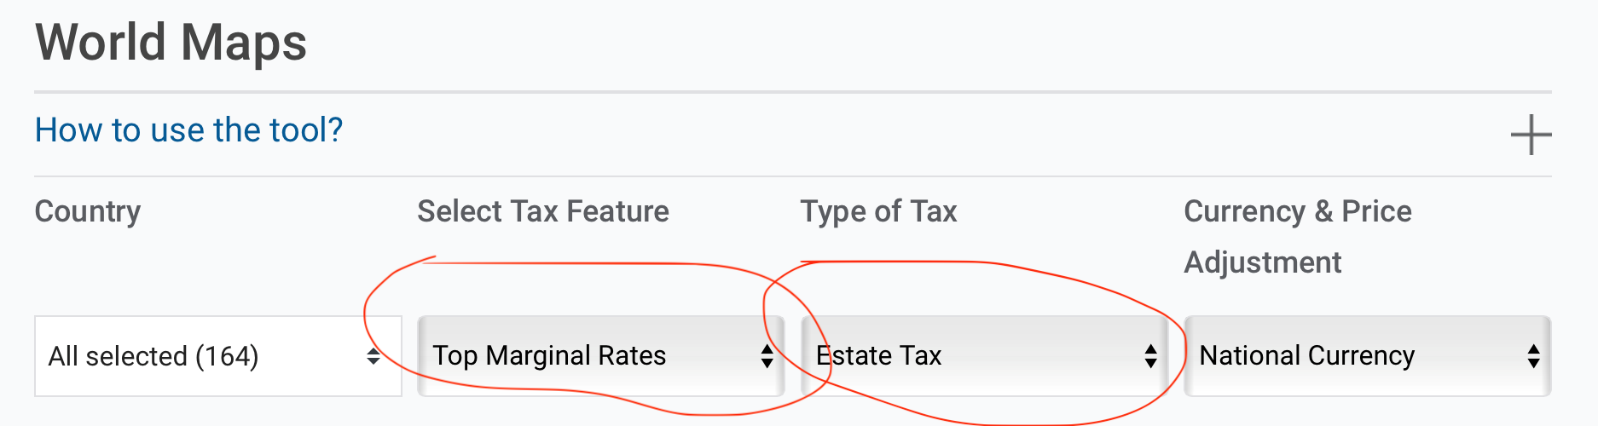 World Maps
How to use the tool?
Country
Select Tax Feature
Type of Tax
Currency & Price
Adjustment
All selected (164)
Top Marginal Rates
Estate Tax
National Currency